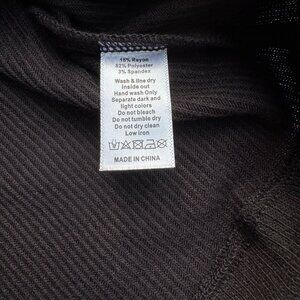 15% Rayon
82% Polyester
3% Spandex
Wash & line dry
inside out
Hand wash Only
Separate dark and
light colors
Do not bleach
Do not tumble dry
Do not dry clean
Low iron
MADE IN CHINA